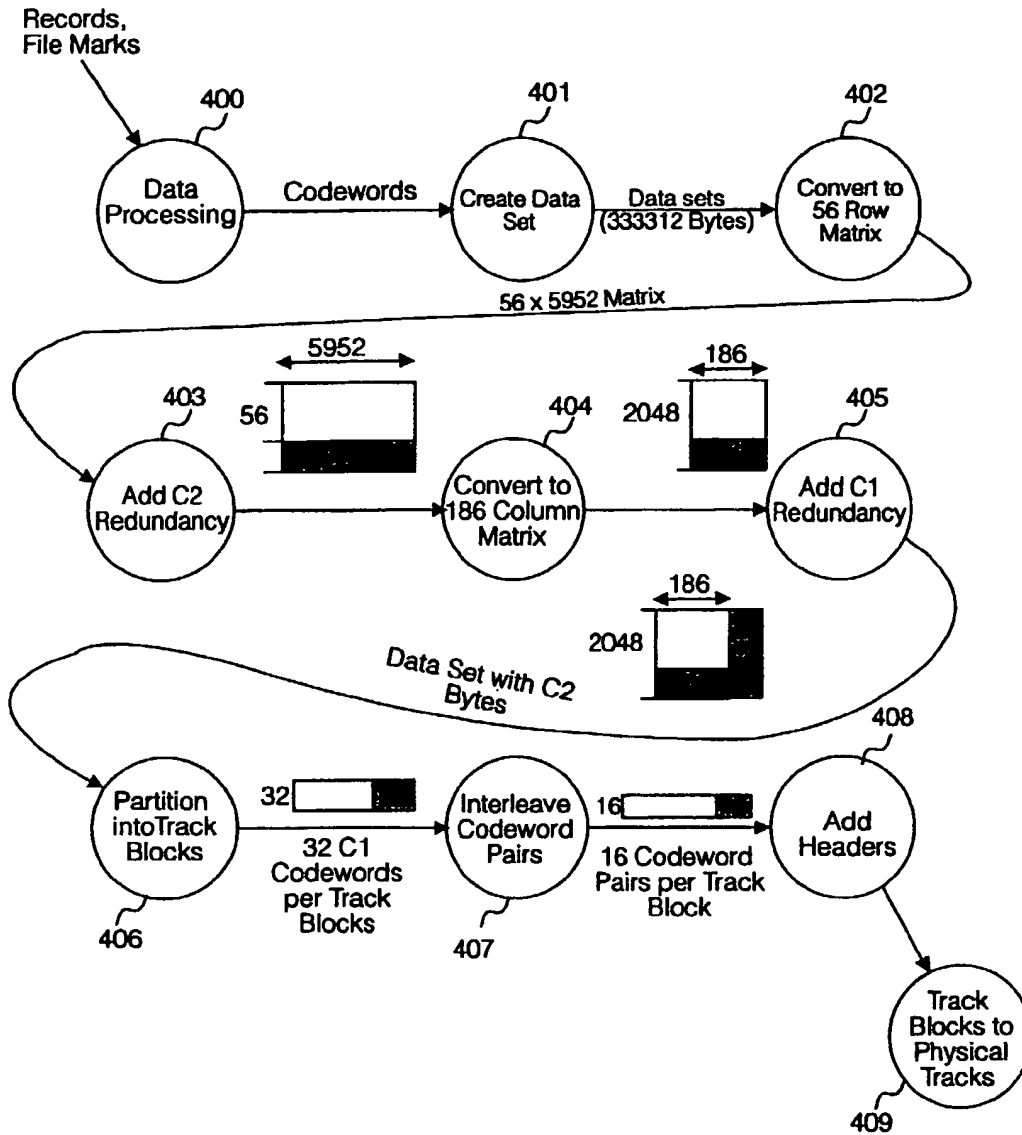 Records,
File Marks
400
401
402
Data
Processing
Codewords
Create Data
Set
Data sets
(333312 Bytes)
Convert to
56 Row
Matrix
56 x 5952 Matrix
5952
186
403
56
404
2048
405
Add C2
Redundancy
Convert to
186 Column
Matrix
Add C1
Redundancy
186
2048
Data Set with C2
Bytes
408
Partition
intoTrack
Blocks
32
32 C1
Codewords
per Track
Blocks
Interleave
Codeword
Pairs
16
16 Codeword
Pairs per Track
Block
Add
Headers
406
407
Track
Blocks to
Physical
Tracks
409